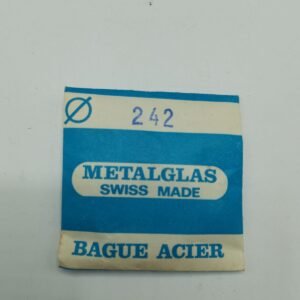 Ø 242
METALGLAS
SWISS MADE
BAGUE ACIER